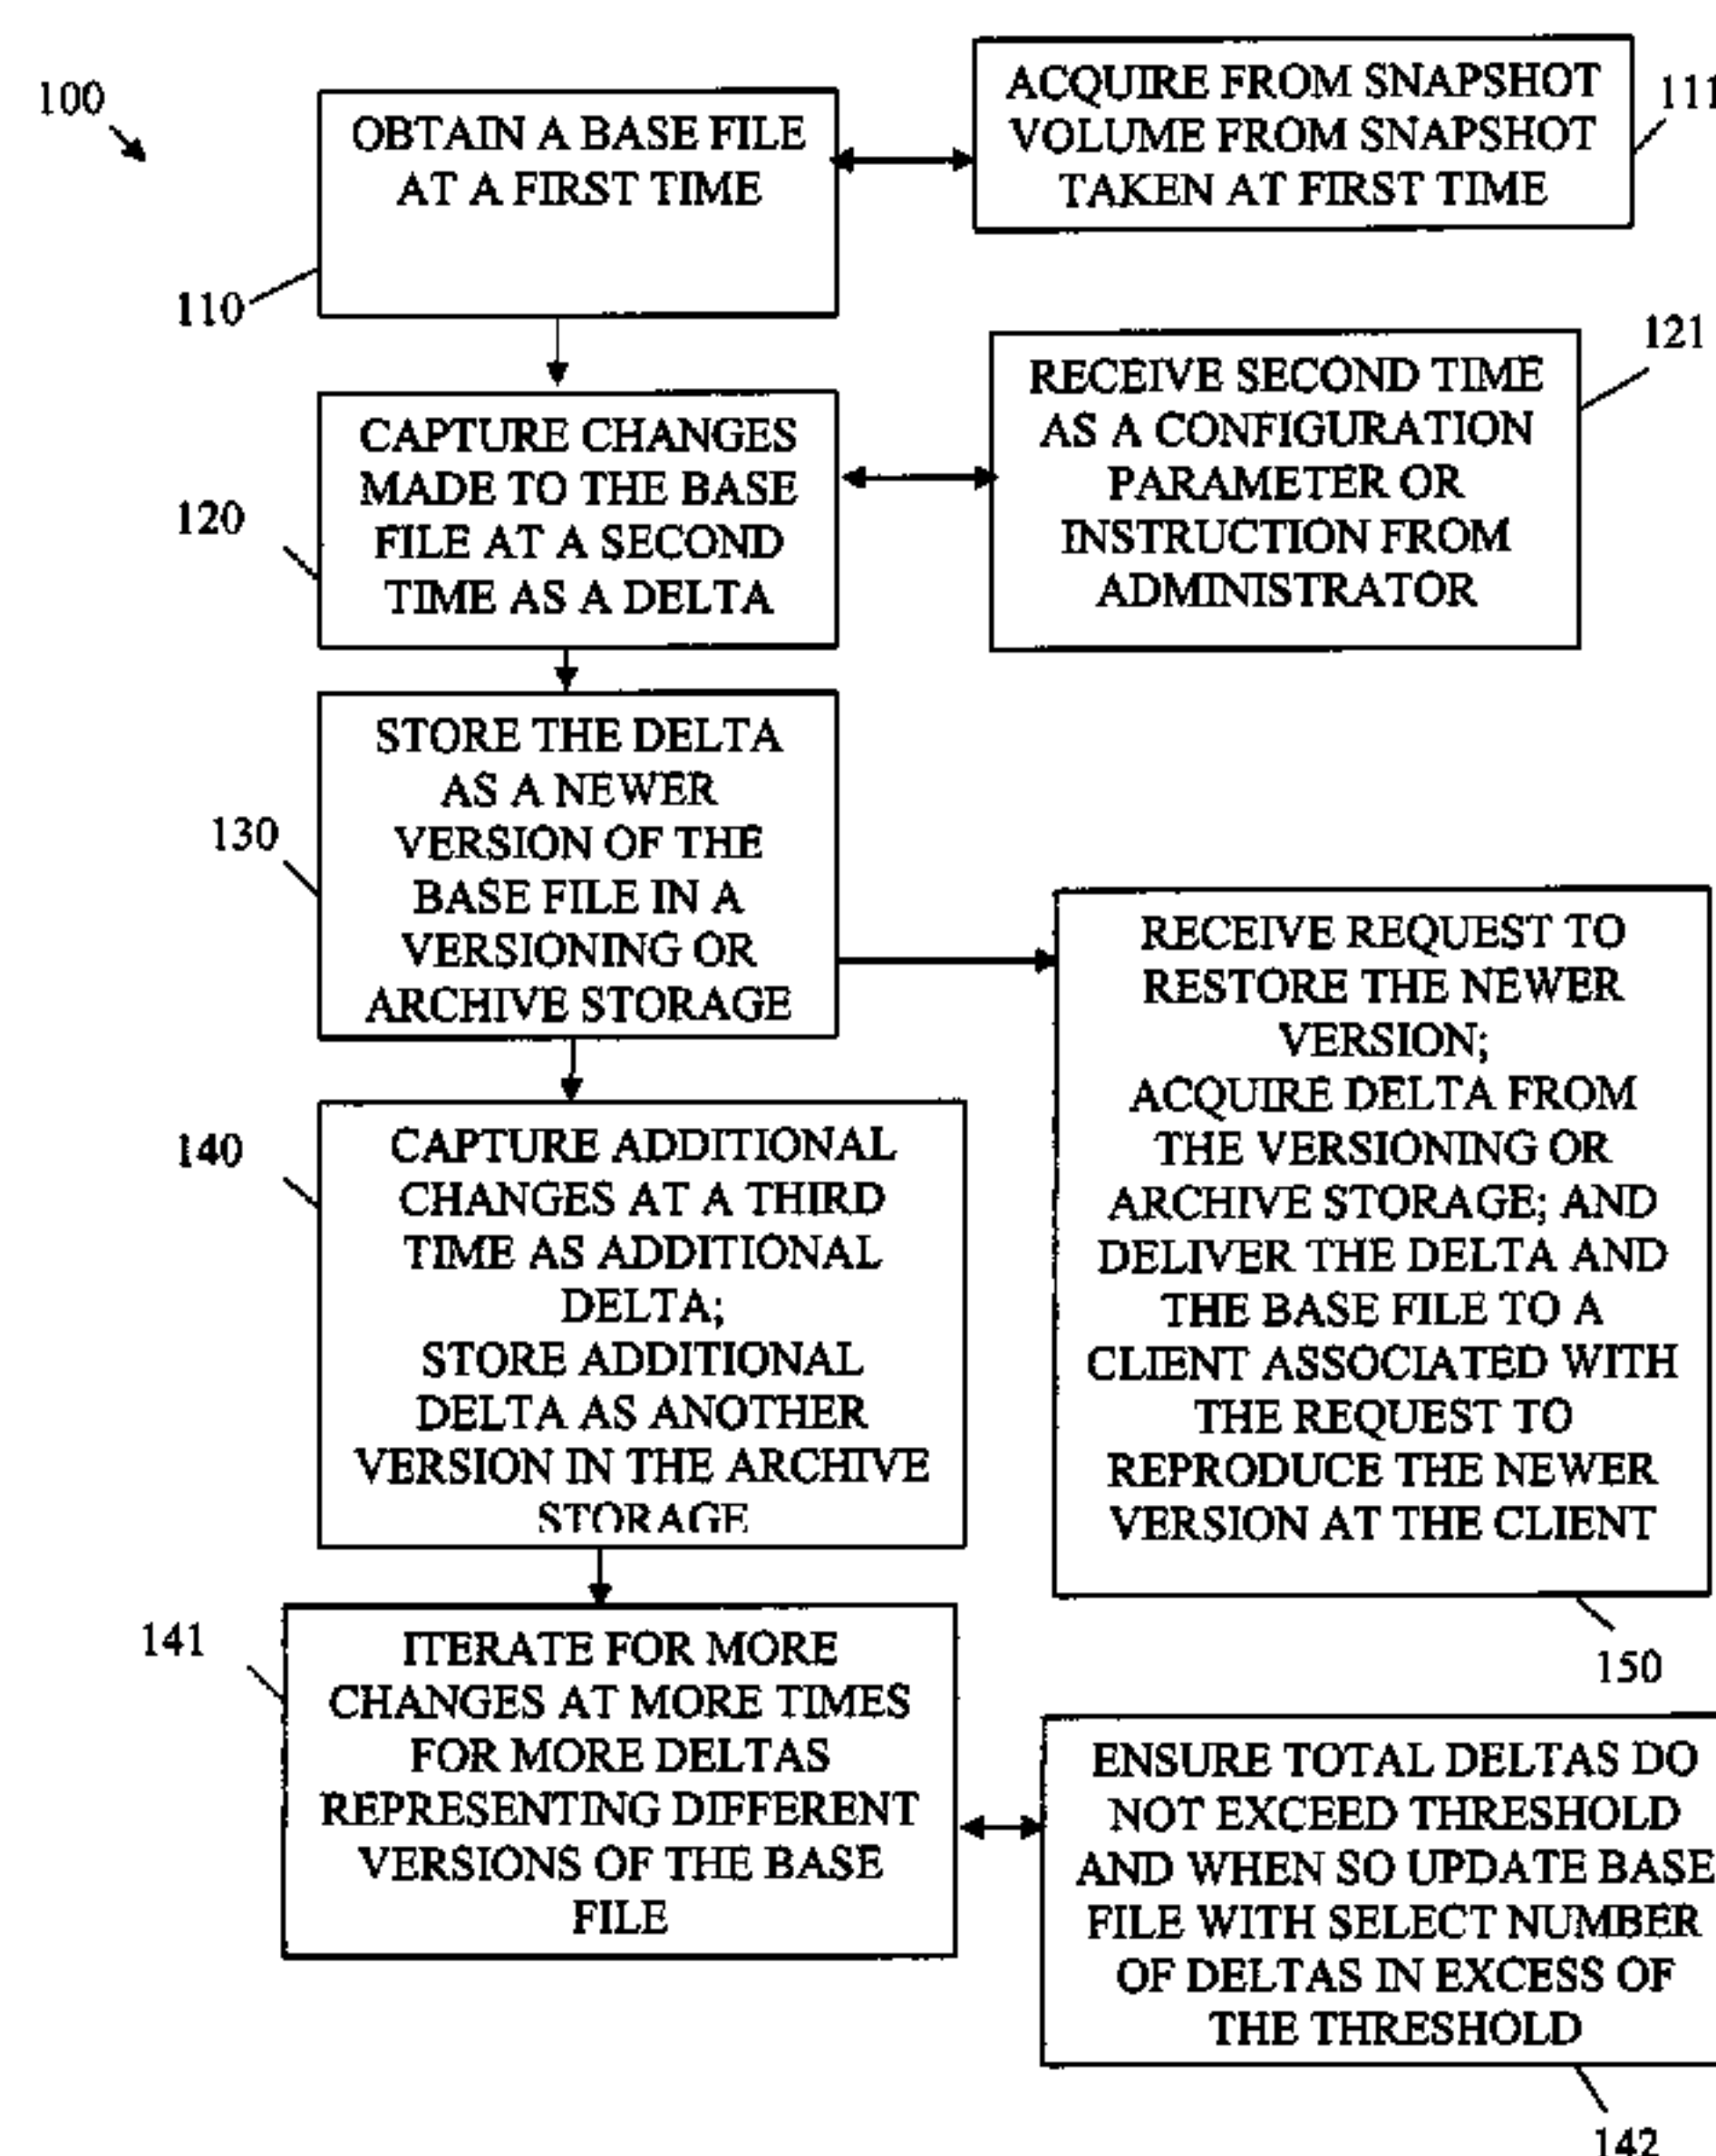 100
OBTAIN A BASE FILE
AT A FIRST TIME
110
ACQUIRE FROM SNAPSHOT
VOLUME FROM SNAPSHOT
TAKEN AT FIRST TIME
111
CAPTURE CHANGES
MADE TO THE BASE
FILE AT A SECOND
TIME AS A DELTA
120
RECEIVE SECOND TIME
AS A CONFIGURATION
PARAMETER OR
INSTRUCTION FROM
ADMINISTRATOR
121
STORE THE DELTA
AS A NEWER
VERSION OF THE
BASE FILE IN A
VERSIONING OR
ARCHIVE STORAGE
130
CAPTURE ADDITIONAL
CHANGES AT A THIRD
TIME AS ADDITIONAL
DELTA;
STORE ADDITIONAL
DELTA AS ANOTHER
VERSION IN THE ARCHIVE
STORAGE
140
RECEIVE REQUEST TO
RESTORE THE NEWER
VERSION;
ACQUIRE DELTA FROM
THE VERSIONING OR
ARCHIVE STORAGE; AND
DELIVER THE DELTA AND
THE BASE FILE TO A
CLIENT ASSOCIATED WITH
THE REQUEST TO
REPRODUCE THE NEWER
VERSION AT THE CLIENT
150
ITERATE FOR MORE
CHANGES AT MORE TIMES
FOR MORE DELTAS
REPRESENTING DIFFERENT
VERSIONS OF THE BASE
FILE
141
ENSURE TOTAL DELTAS DO
NOT EXCEED THRESHOLD
AND WHEN SO UPDATE BASE
FILE WITH SELECT NUMBER
OF DELTAS IN EXCESS OF
THE THRESHOLD
142